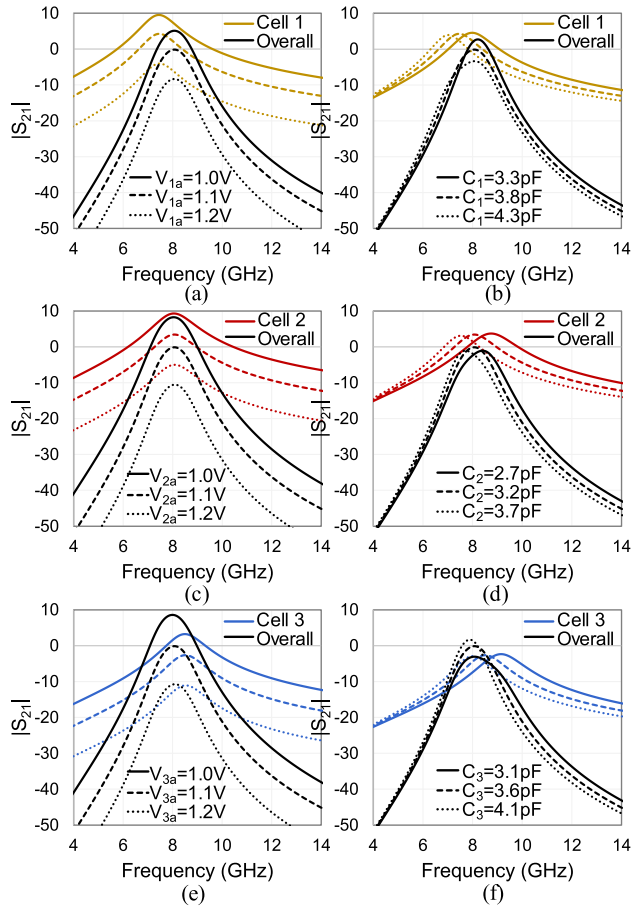 10
0
-10
-20
-30
-40
-50
|S21|
Cell 1
Overall
V1a=1.0V
V1a=1.1V
V1a=1.2V
4 6 8 10 12 14
Frequency (GHz)
(a)
10
0
-10
-20
-30
-40
-50
|S21|
Cell 1
Overall
C1=3.3pF
C1=3.8pF
C1=4.3pF
4 6 8 10 12 14
Frequency (GHz)
(b)
10
0
-10
-20
-30
-40
-50
|S21|
Cell 2
Overall
V2a=1.0V
V2a=1.1V
V2a=1.2V
4 6 8 10 12 14
Frequency (GHz)
(c)
10
0
-10
-20
-30
-40
-50
|S21|
Cell 2
Overall
C2=2.7pF
C2=3.2pF
C2=3.7pF
4 6 8 10 12 14
Frequency (GHz)
(d)
10
0
-10
-20
-30
-40
-50
|S21|
Cell 3
Overall
V3a=1.0V
V3a=1.1V
V3a=1.2V
4 6 8 10 12 14
Frequency (GHz)
(e)
10
0
-10
-20
-30
-40
-50
|S21|
Cell 3
Overall
C3=3.1pF
C3=3.6pF
C3=4.1pF
4 6 8 10 12 14
Frequency (GHz)
(f)